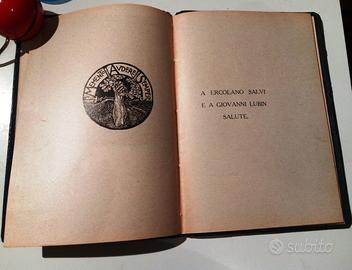 MEMENTO AVDERE SEMPER
A ERCOLANO SALVI
E A GIOVANNI LUBIN
SALUTE.
subito